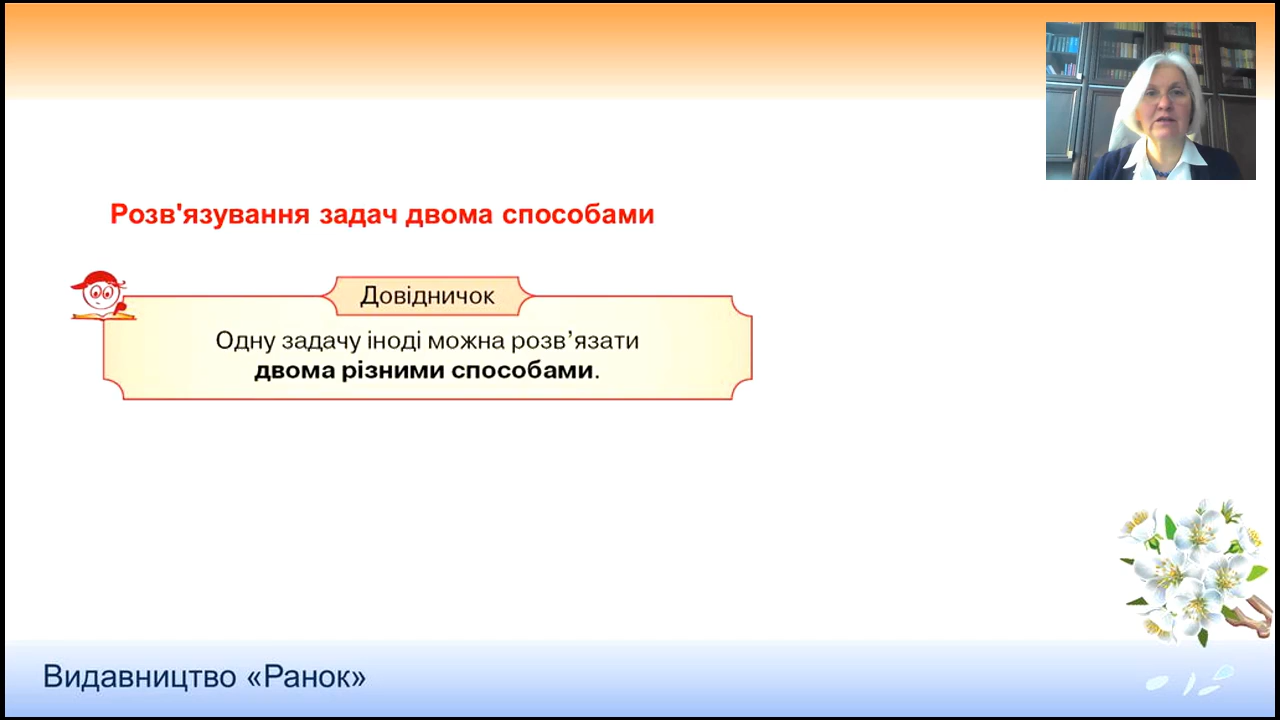 Розв'язування задач двома способами
Довідничок
Одну задачу іноді можна розв’язати
двома різними способами.
Видавництво «Ранок»